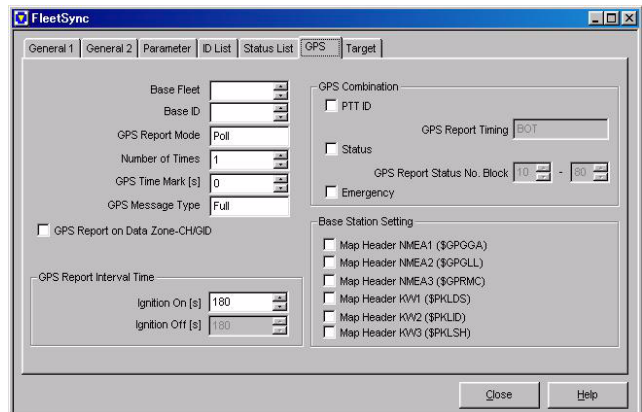 FleetSync
General 1 General 2 Parameter ID List Status List GPS Target
Base Fleet
Base ID
GPS Report Mode Poll
Number of Times 1
GPS Time Mark [s] 0
GPS Message Type Full
GPS Report on Data Zone-CH/GID
GPS Report Interval Time
Ignition On [s] 180
Ignition Off [s] 180
GPS Combination
PTT ID
GPS Report Timing BOT
Status
GPS Report Status No. Block 10 - 80
Emergency
Base Station Setting
Map Header NMEA1 ($GPGGA)
Map Header NMEA2 ($GPGLL)
Map Header NMEA3 ($GPRMC)
Map Header KW1 ($PKLDS)
Map Header KW2 ($PKLID)
Map Header KW3 ($PKLSH)
Close Help